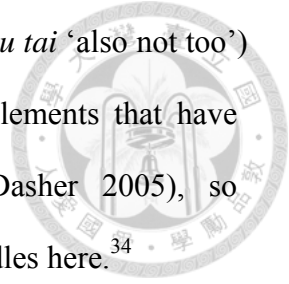 u tai ‘also not too’)
lements that have
Dasher 2005), so
lles here.34